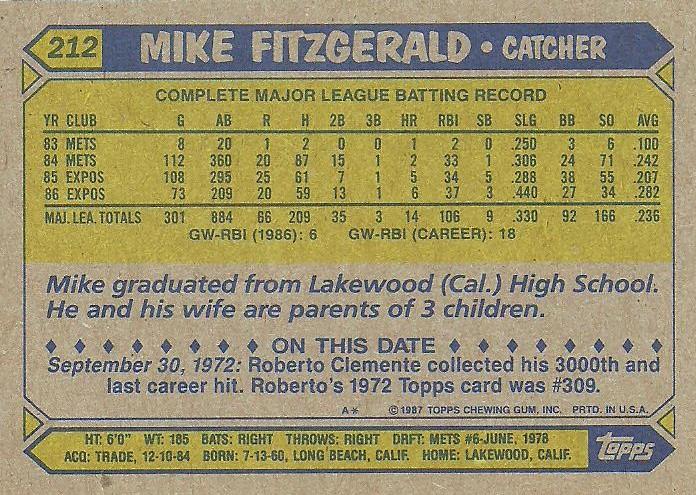 212 MIKE FITZGERALD • CATCHER
COMPLETE MAJOR LEAGUE BATTING RECORD
YR CLUB G AB R H 2B 3B HR RBI SB SLG BB SO AVG
83 METS 8 20 1 2 0 0 1 2 0 .250 3 6 .100
84 METS 112 360 20 87 15 1 2 33 1 .306 24 71 .242
85 EXPOS 108 295 25 61 7 1 5 34 5 .288 38 55 .207
86 EXPOS 73 209 20 59 13 1 6 37 3 .440 27 34 .282
MAJ. LEA. TOTALS 301 884 66 209 35 3 14 106 9 .330 92 166 .236
GW-RBI (1986): 6 GW-RBI (CAREER): 18
Mike graduated from Lakewood (Cal.) High School.
He and his wife are parents of 3 children.
ON THIS DATE
September 30, 1972: Roberto Clemente collected his 3000th and
last career hit. Roberto's 1972 Topps card was #309.
A* ©1987 TOPPS CHEWING GUM, INC. PRTD. IN U.S.A.
HT: 6'0" WT: 185 BATS: RIGHT THROWS: RIGHT DRFT: METS #6-JUNE, 1978
ACQ: TRADE, 12-10-84 BORN: 7-13-60, LONG BEACH, CALIF. HOME: LAKEWOOD, CALIF.
topps